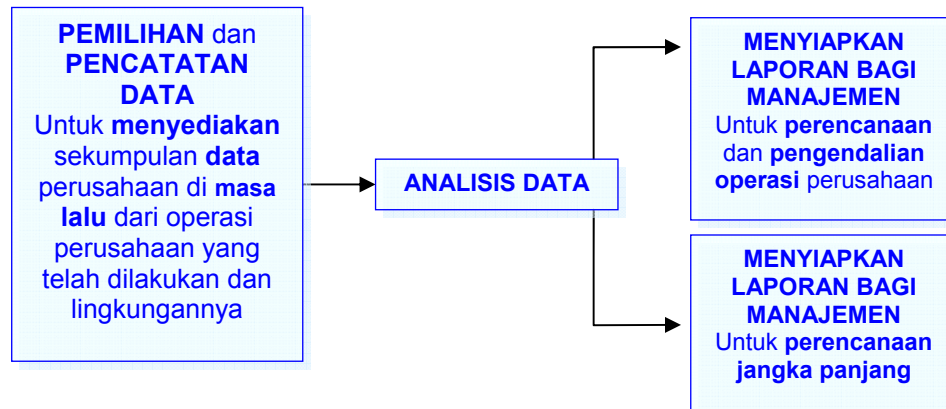 PEMILIHAN dan
PENCATATAN
DATA
Untuk menyediakan
sekumpulan data
perusahaan di masa
lalu dari operasi
perusahaan yang
telah dilakukan dan
lingkungannya
ANALISIS DATA
MENYIAPKAN
LAPORAN BAGI
MANAJEMEN
Untuk perencanaan
dan pengendalian
operasi perusahaan
MENYIAPKAN
LAPORAN BAGI
MANAJEMEN
Untuk perencanaan
jangka panjang